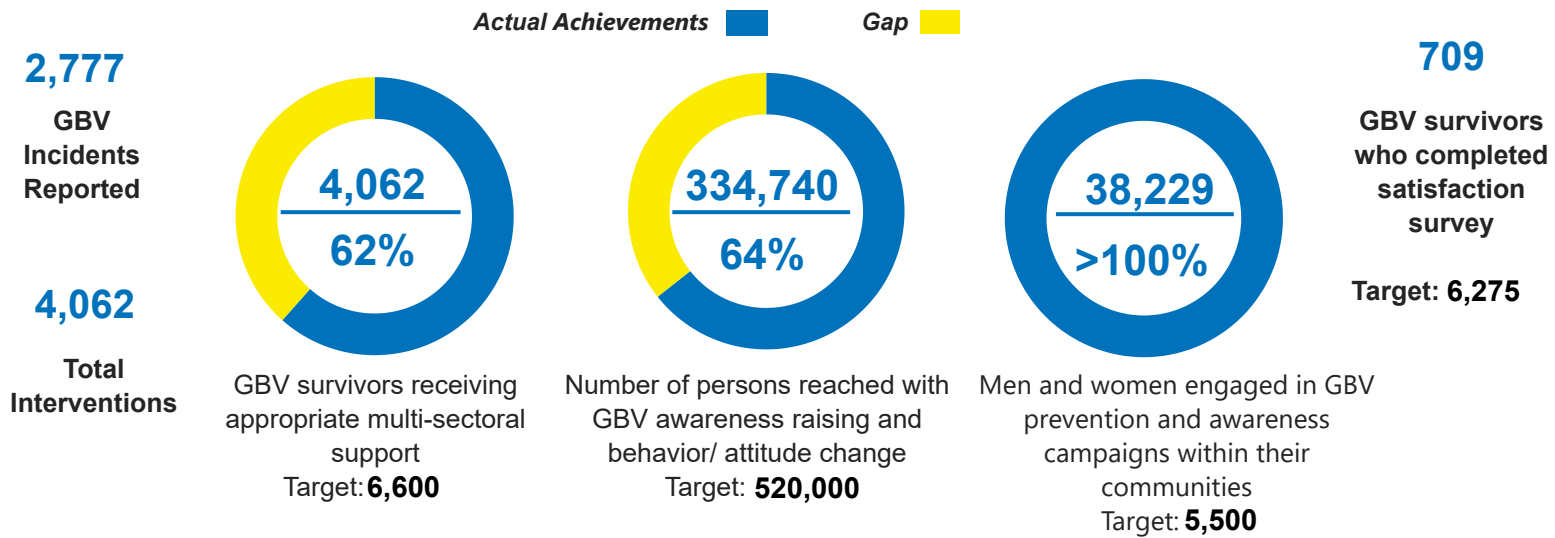 Actual Achievements
Gap
2,777
GBV
Incidents
Reported
4,062
Total
Interventions
4,062
62%
GBV survivors receiving
appropriate multi-sectoral
support
Target: 6,600
334,740
64%
Number of persons reached with
GBV awareness raising and
behavior/ attitude change
Target: 520,000
38,229
>100%
Men and women engaged in GBV
prevention and awareness
campaigns within their
communities
Target: 5,500
709
GBV survivors
who completed
satisfaction
survey
Target: 6,275